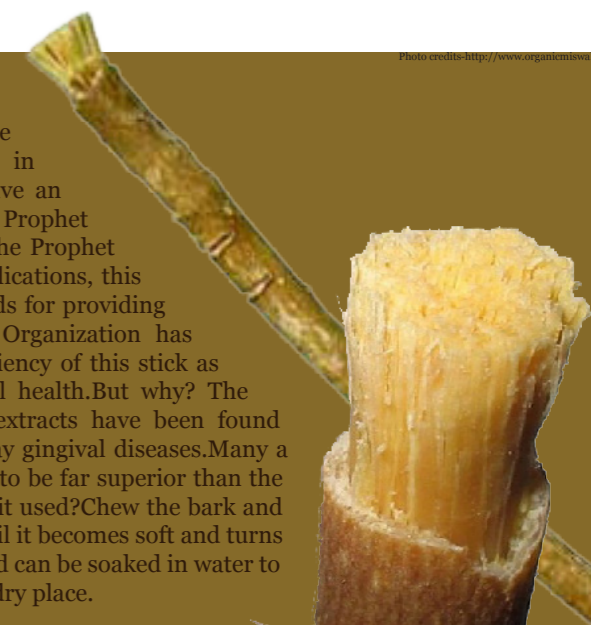 Photo credits-http://www.organicmiswa
e
in
ve an
Prophet
he Prophet
lications, this
ds for providing
Organization has
iency of this stick as
l health.But why? The
extracts have been found
ny gingival diseases.Many a
to be far superior than the
it used?Chew the bark and
il it becomes soft and turns
d can be soaked in water to
dry place.